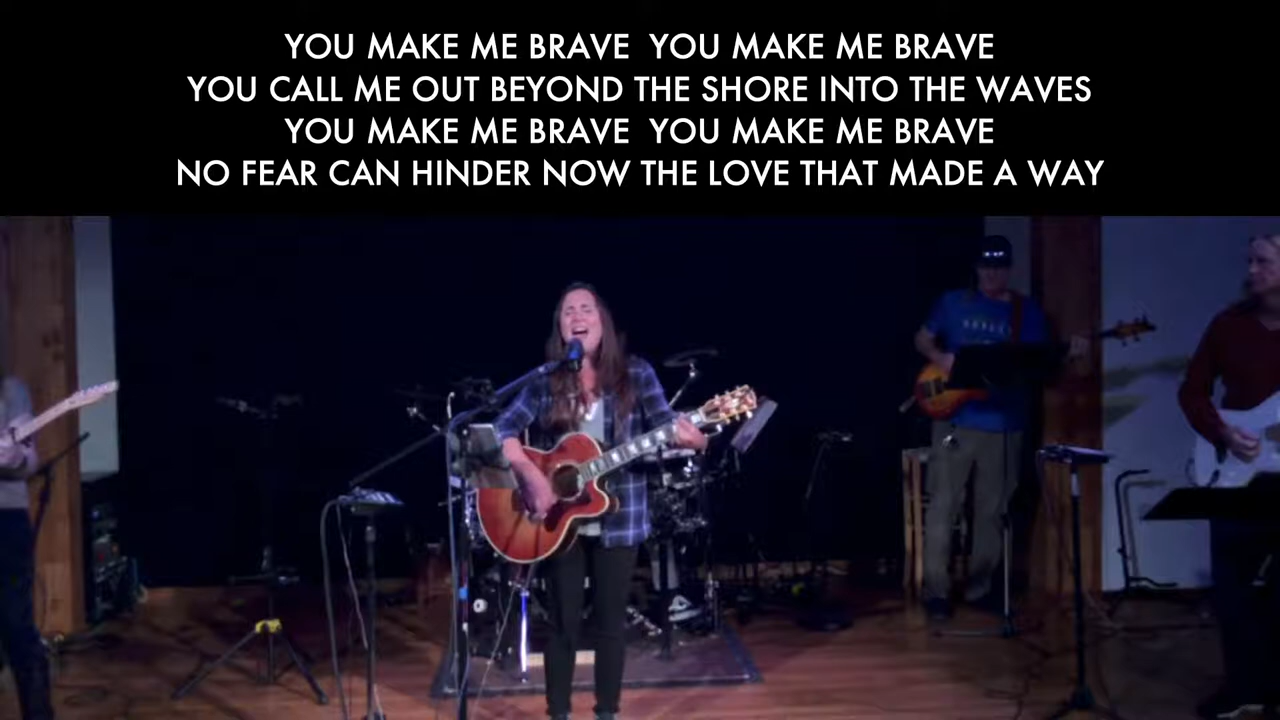 YOU MAKE ME BRAVE YOU MAKE ME BRAVE
YOU CALL ME OUT BEYOND THE SHORE INTO THE WAVES
YOU MAKE ME BRAVE YOU MAKE ME BRAVE
NO FEAR CAN HINDER NOW THE LOVE THAT MADE A WAY